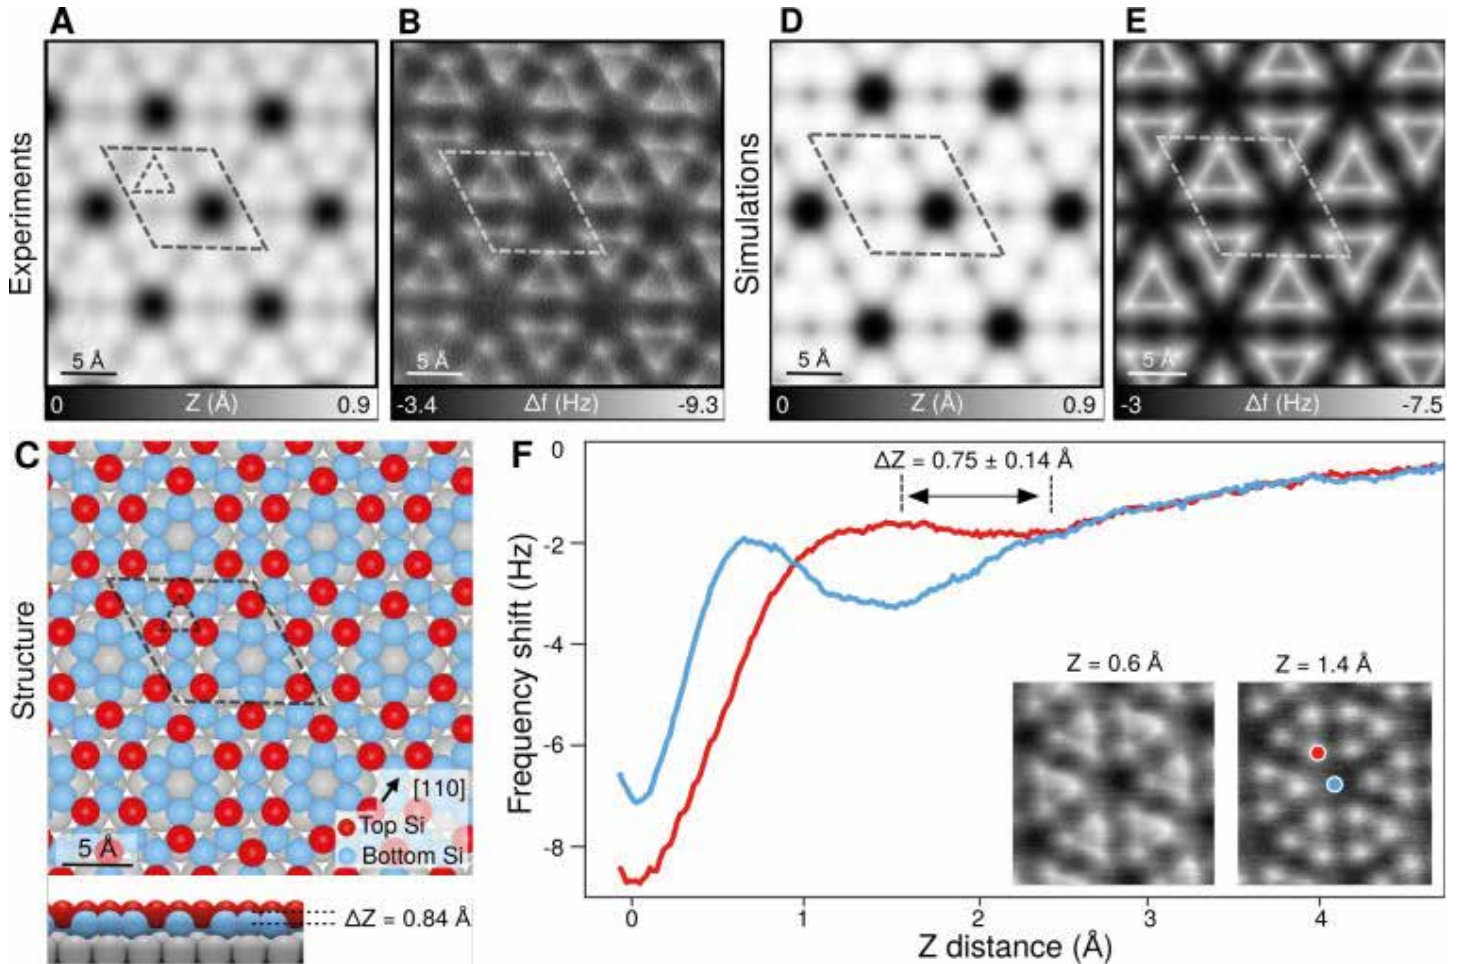 A
B
D
E
Experiments
Simulations
5 Å
5 Å
5 Å
5 Å
0 Z (Å) 0.9
-3.4 Δf (Hz) -9.3
0 Z (Å) 0.9
-3 Δf (Hz) -7.5
C
Structure
[110]
Top Si
Bottom Si
5 Å
ΔZ = 0.84 Å
F
ΔZ = 0.75 ± 0.14 Å
Frequency shift (Hz)
0
-2
-4
-6
-8
Z = 0.6 Å
Z = 1.4 Å
0 1 2 3 4
Z distance (Å)